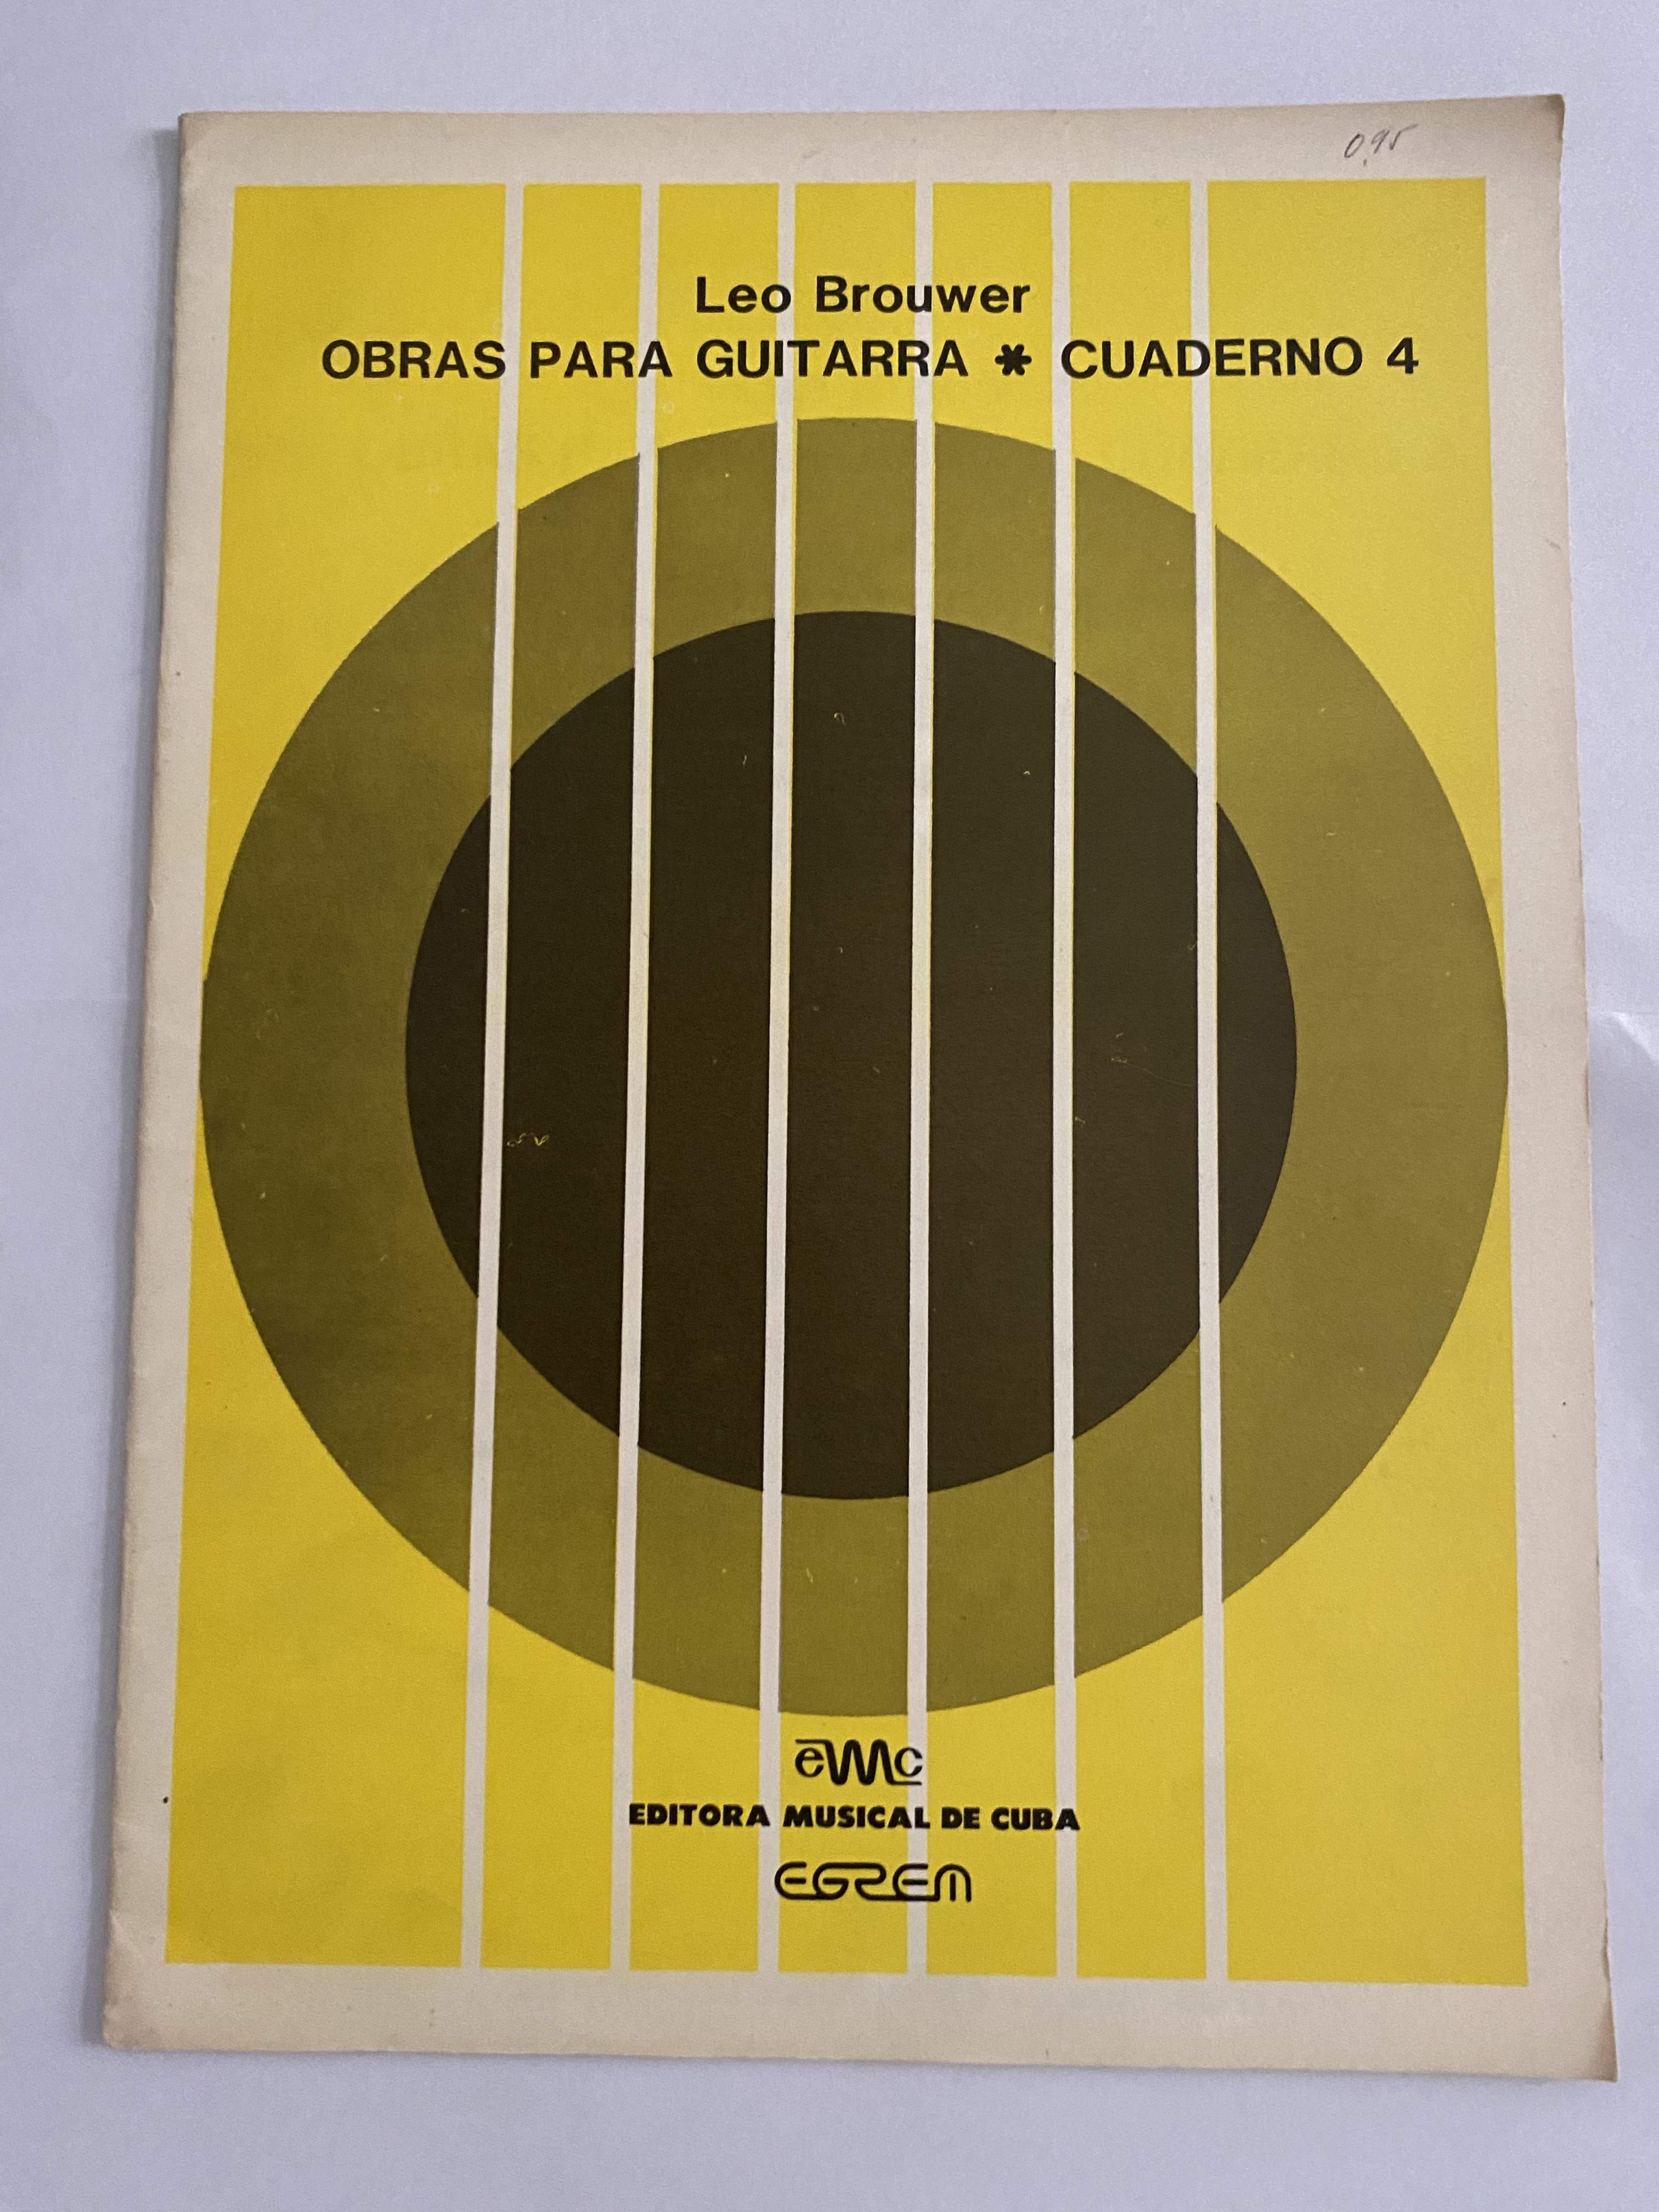 0,95
Leo Brouwer
OBRAS PARA GUITARRA * CUADERNO 4
eMc
EDITORA MUSICAL DE CUBA
EGREM